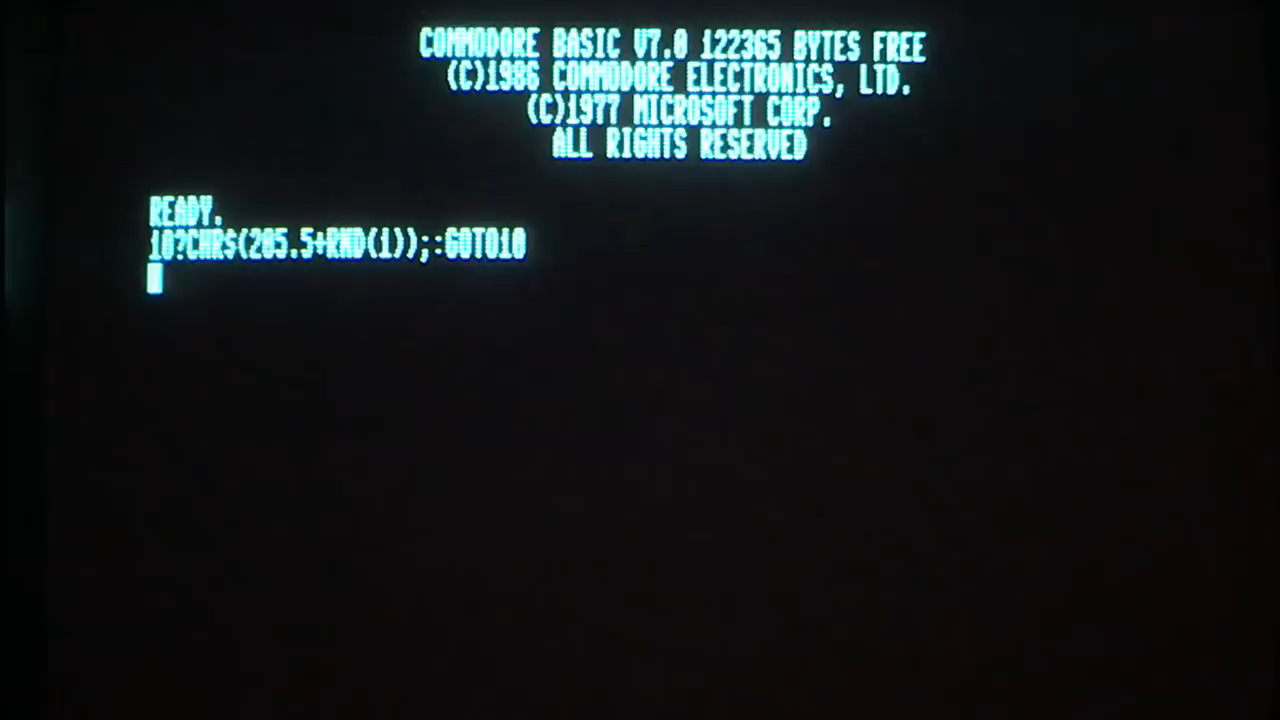 COMMODORE BASIC V7.0 122365 BYTES FREE
(C)1986 COMMODORE ELECTRONICS, LTD.
(C)1977 MICROSOFT CORP.
ALL RIGHTS RESERVED
READY.
10?CHR$(205.5+RND(1));:GOTO10